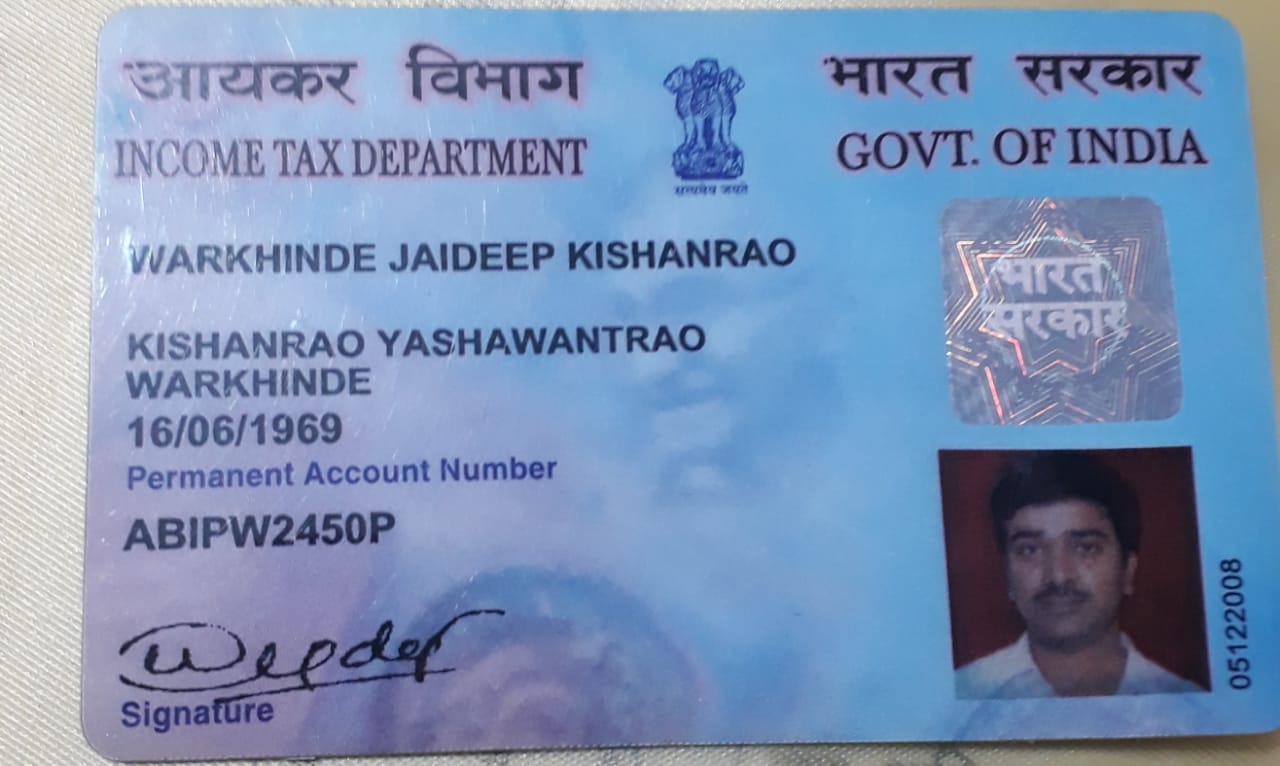 आयकर विभाग
INCOME TAX DEPARTMENT
सत्यमेव जयते
भारत सरकार
GOVT. OF INDIA
WARKHINDE JAIDEEP KISHANRAO
भारत
सरकार
KISHANRAO YASHAWANTRAO
WARKHINDE
16/06/1969
Permanent Account Number
ABIPW2450P
05122008
Signature